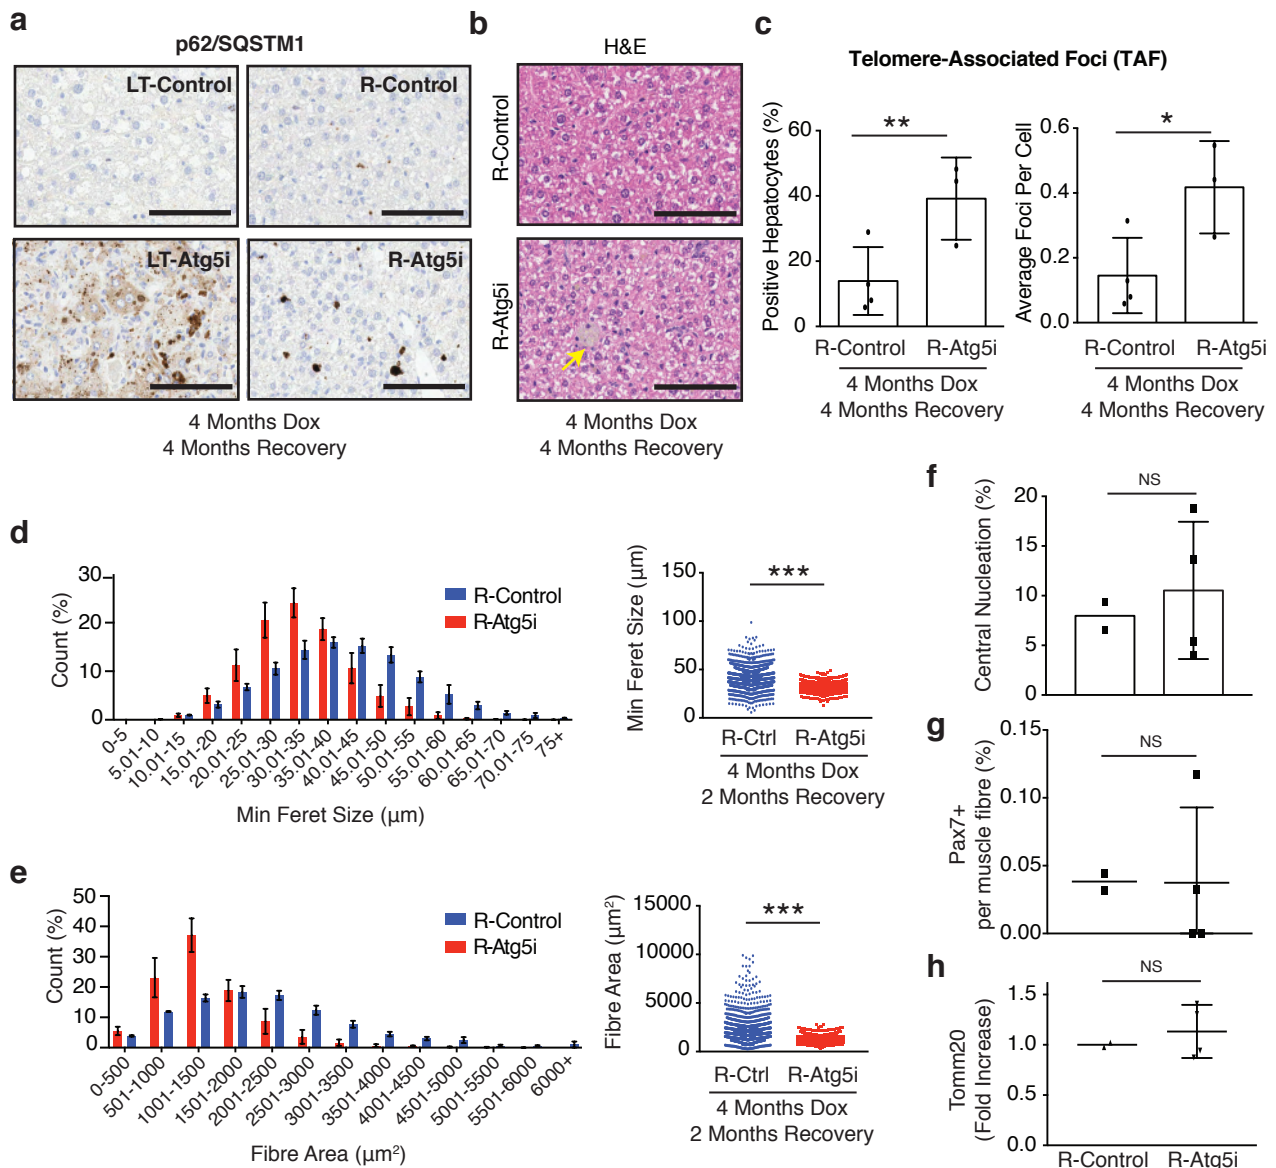 a
p62/SQSTM1
LT-Control
R-Control
LT-Atg5i
R-Atg5i
4 Months Dox
4 Months Recovery
b
H&E
R-Control
R-Atg5i
4 Months Dox
4 Months Recovery
c
Telomere-Associated Foci (TAF)
Positive Hepatocytes (%)
60
40
20
0
**
R-Control
R-Atg5i
4 Months Dox
4 Months Recovery
Average Foci Per Cell
0.6
0.4
0.2
0.0
*
R-Control
R-Atg5i
4 Months Dox
4 Months Recovery
d
Count (%)
30
20
10
0
R-Control
R-Atg5i
0-5
5.01-10
10.01-15
15.01-20
20.01-25
25.01-30
30.01-35
35.01-40
40.01-45
45.01-50
50.01-55
55.01-60
60.01-65
65.01-70
70.01-75
75+
Min Feret Size (μm)
Min Feret Size (μm)
150
100
50
0
***
R-Ctrl
R-Atg5i
4 Months Dox
2 Months Recovery
e
Count (%)
50
40
30
20
10
0
R-Control
R-Atg5i
0-500
501-1000
1001-1500
1501-2000
2001-2500
2501-3000
3001-3500
3501-4000
4001-4500
4501-5000
5001-5500
5501-6000
6000+
Fibre Area (μm²)
Fibre Area (μm²)
15000
10000
5000
0
***
R-Ctrl
R-Atg5i
4 Months Dox
2 Months Recovery
f
Central Nucleation (%)
20
15
10
5
0
NS
g
Pax7+
per muscle fibre (%)
0.15
0.10
0.05
0.00
NS
h
Tomm20
(Fold Increase)
1.5
1.0
0.5
0.0
NS
R-Control
R-Atg5i